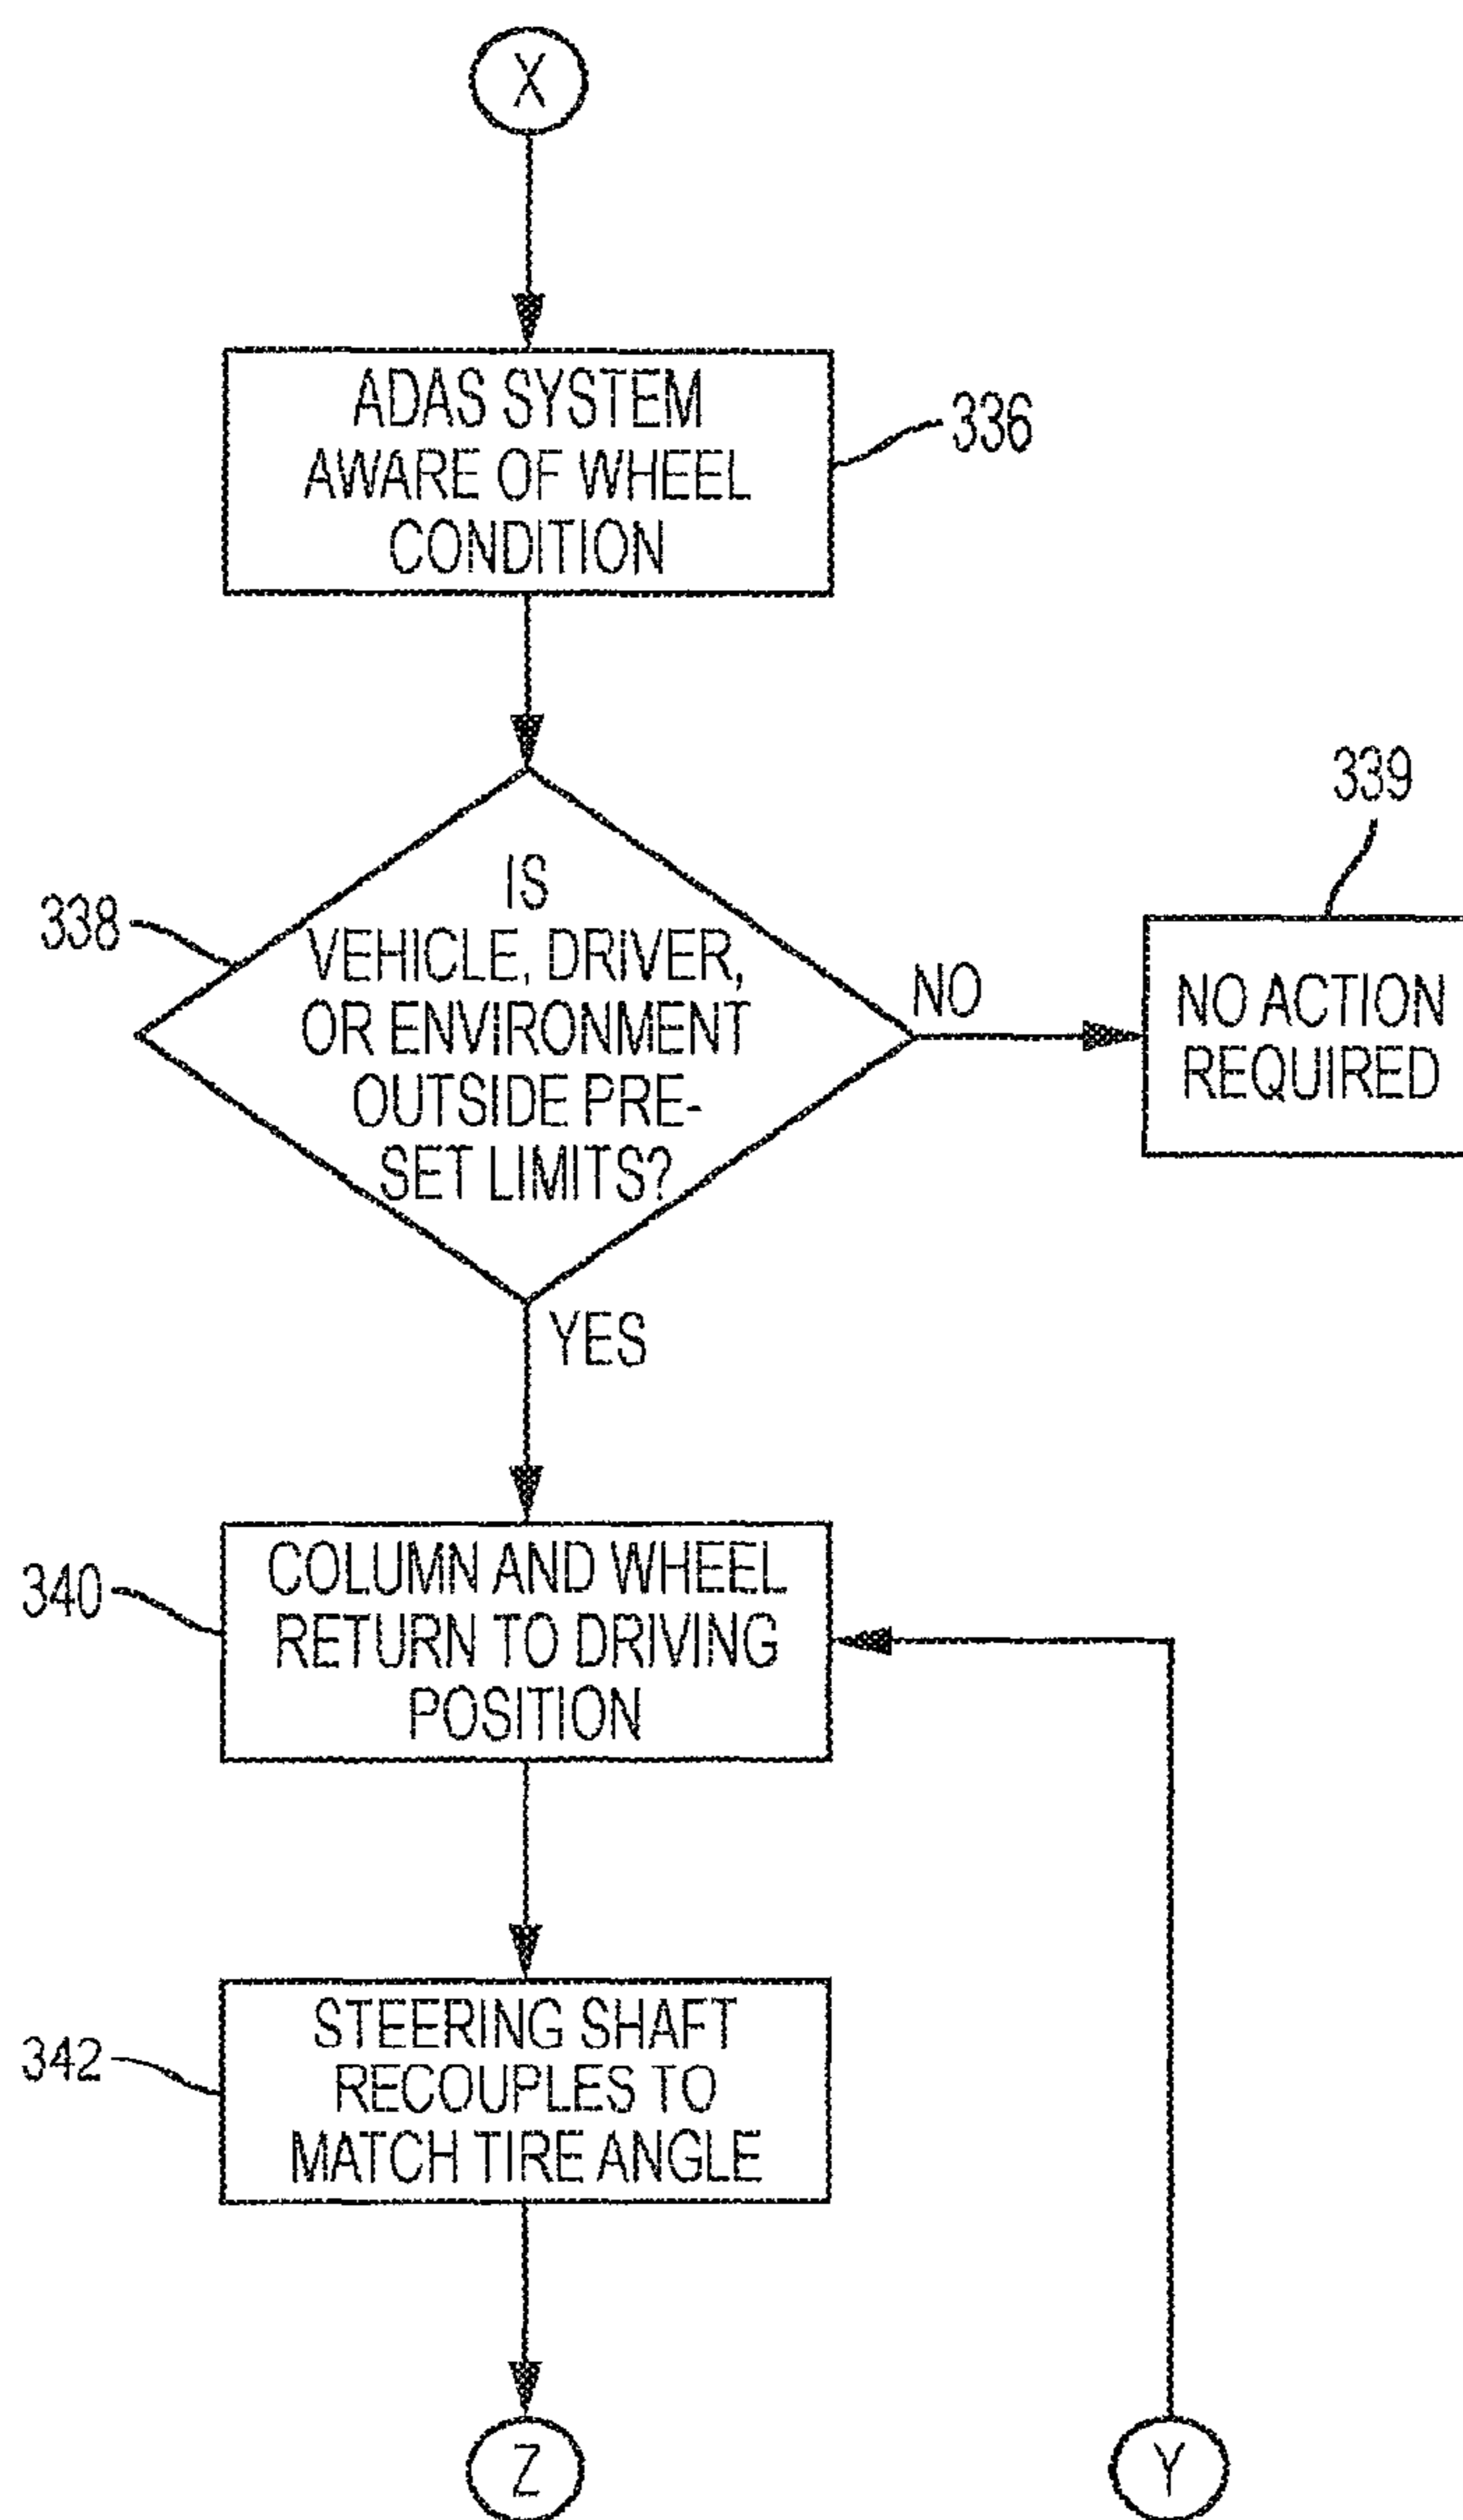 X
ADAS SYSTEM
AWARE OF WHEEL
CONDITION
336
338
IS
VEHICLE, DRIVER,
OR ENVIRONMENT
OUTSIDE PRE-
SET LIMITS?
NO
339
NO ACTION
REQUIRED
YES
340
COLUMN AND WHEEL
RETURN TO DRIVING
POSITION
342
STEERING SHAFT
RECOUPLES TO
MATCH TIRE ANGLE
Z
Y